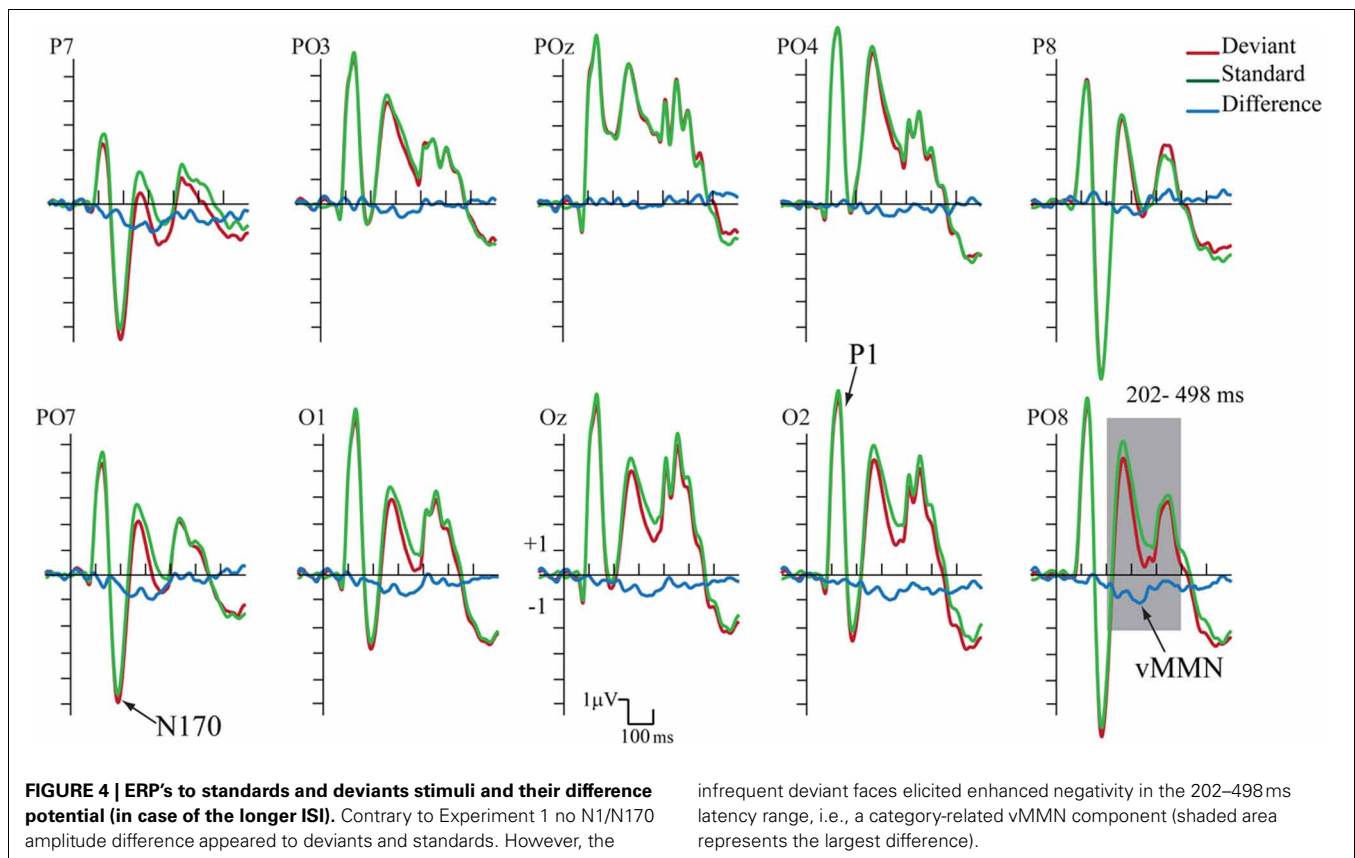 P7
PO3
POz
PO4
P8
Deviant
Standard
Difference
P1
202- 498 ms
PO7
O1
Oz
O2
PO8
+1
-1
vMMN
N170
1μV
100 ms
FIGURE 4 | ERP's to standards and deviants stimuli and their difference
potential (in case of the longer ISI). Contrary to Experiment 1 no N1/N170
amplitude difference appeared to deviants and standards. However, the
infrequent deviant faces elicited enhanced negativity in the 202–498 ms
latency range, i.e., a category-related vMMN component (shaded area
represents the largest difference).